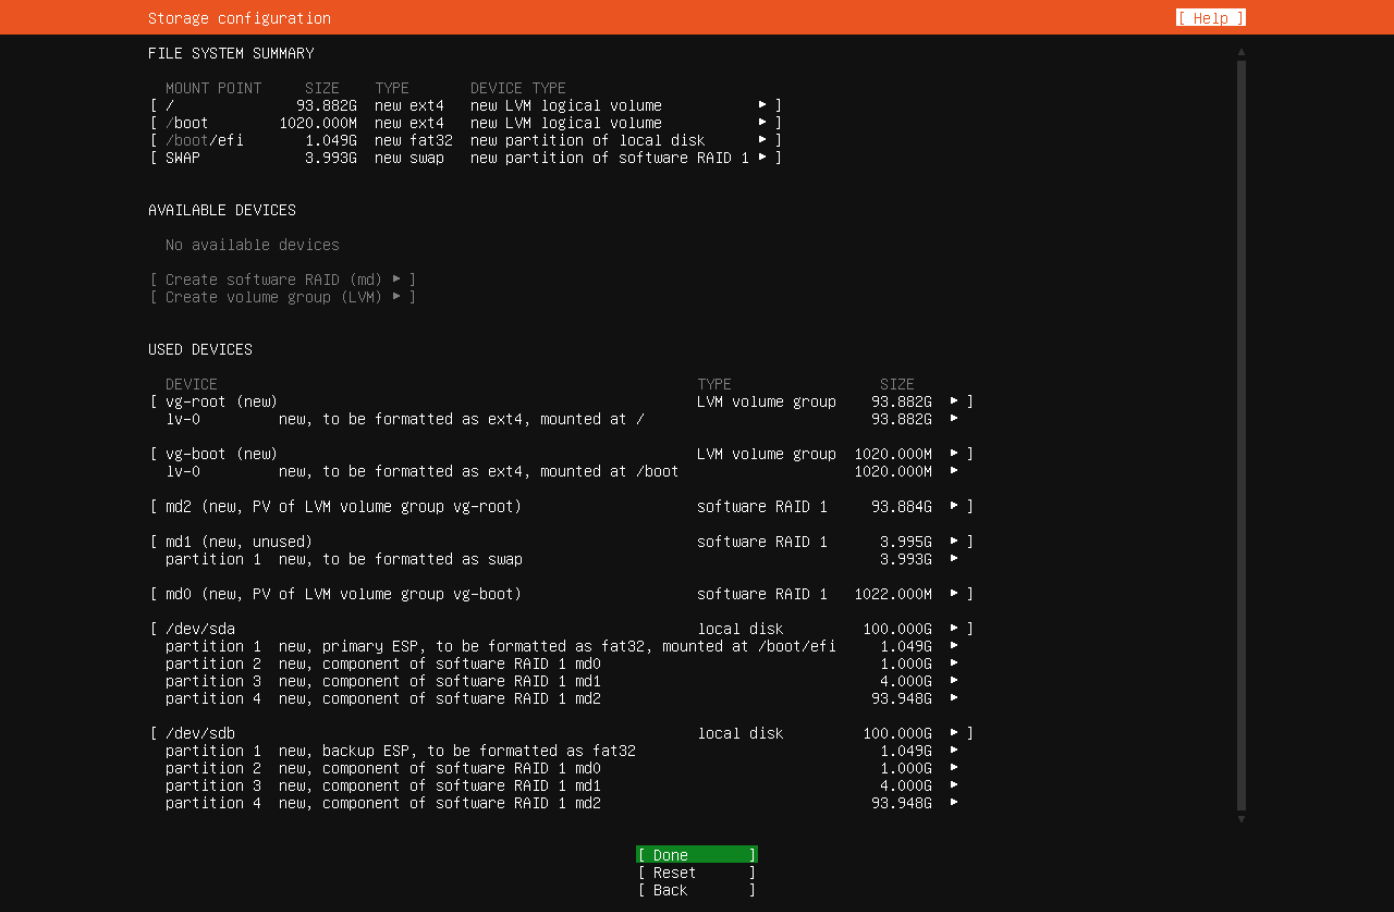 Storage configuration [ Help ]
FILE SYSTEM SUMMARY
MOUNT POINT SIZE TYPE DEVICE TYPE
[ / 93.882G new ext4 new LVM logical volume ▸ ]
[ /boot 1020.000M new ext4 new LVM logical volume ▸ ]
[ /boot/efi 1.049G new fat32 new partition of local disk ▸ ]
[ SWAP 3.993G new swap new partition of software RAID 1 ▸ ]
AVAILABLE DEVICES
No available devices
[ Create software RAID (md) ▸ ]
[ Create volume group (LVM) ▸ ]
USED DEVICES
DEVICE TYPE SIZE
[ vg-root (new) LVM volume group 93.882G ▸ ]
lv-0 new, to be formatted as ext4, mounted at / 93.882G ▸
[ vg-boot (new) LVM volume group 1020.000M ▸ ]
lv-0 new, to be formatted as ext4, mounted at /boot 1020.000M ▸
[ md2 (new, PV of LVM volume group vg-root) software RAID 1 93.884G ▸ ]
[ md1 (new, unused) software RAID 1 3.995G ▸ ]
partition 1 new, to be formatted as swap 3.993G ▸
[ md0 (new, PV of LVM volume group vg-boot) software RAID 1 1022.000M ▸ ]
[ /dev/sda local disk 100.000G ▸ ]
partition 1 new, primary ESP, to be formatted as fat32, mounted at /boot/efi 1.049G ▸
partition 2 new, component of software RAID 1 md0 1.000G ▸
partition 3 new, component of software RAID 1 md1 4.000G ▸
partition 4 new, component of software RAID 1 md2 93.948G ▸
[ /dev/sdb local disk 100.000G ▸ ]
partition 1 new, backup ESP, to be formatted as fat32 1.049G ▸
partition 2 new, component of software RAID 1 md0 1.000G ▸
partition 3 new, component of software RAID 1 md1 4.000G ▸
partition 4 new, component of software RAID 1 md2 93.948G ▸
[ Done ]
[ Reset ]
[ Back ]